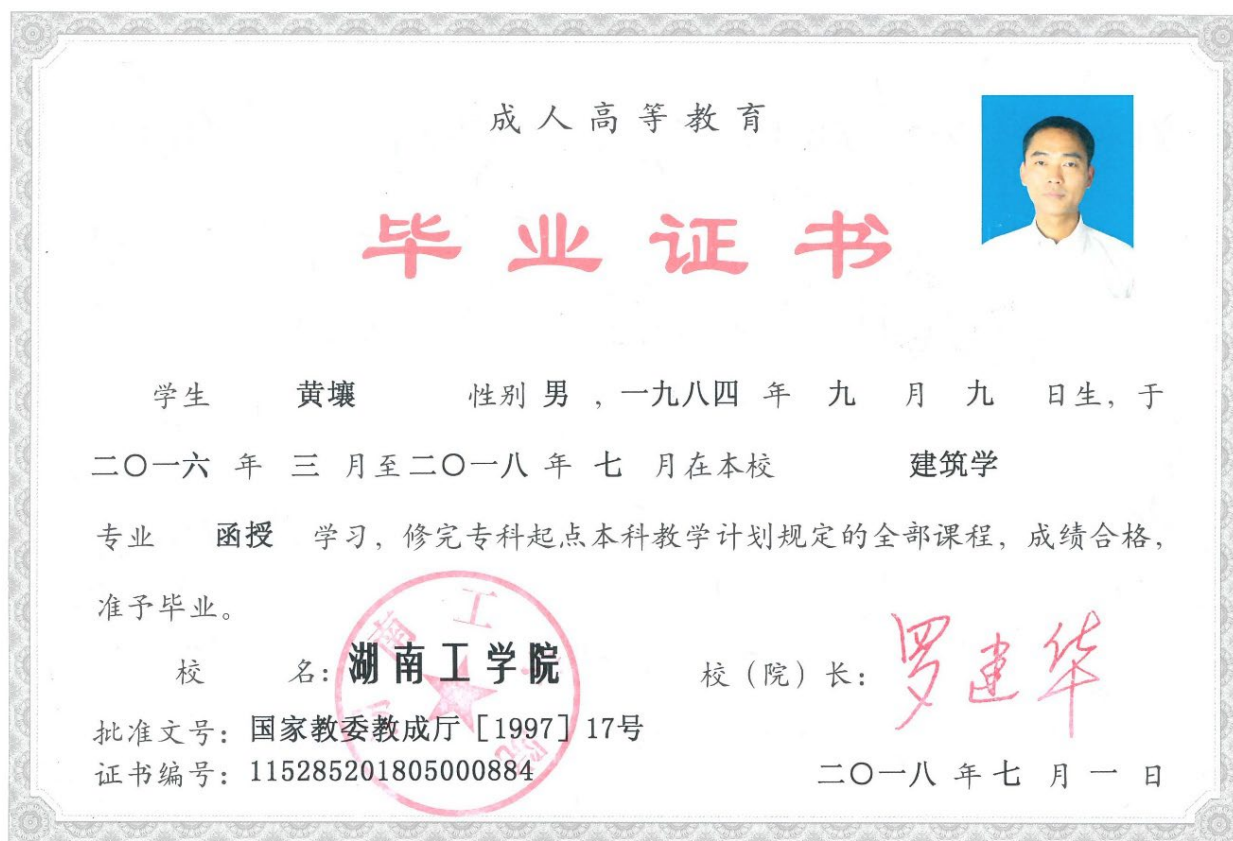 成人高等教育
毕业证书
学生 黄壤 性别 男 ，一九八四 年 九 月 九 日生，于
二〇一六 年 三 月至二〇一八 年 七 月在本校 建筑学
专业 函授 学习，修完专科起点本科教学计划规定的全部课程，成绩合格，
准予毕业。
校 名：湖南工学院 校（院）长：罗建华
批准文号：国家教委教成厅［1997］17号
证书编号：115285201805000884
二〇一八 年 七 月 一 日
湖南工学院